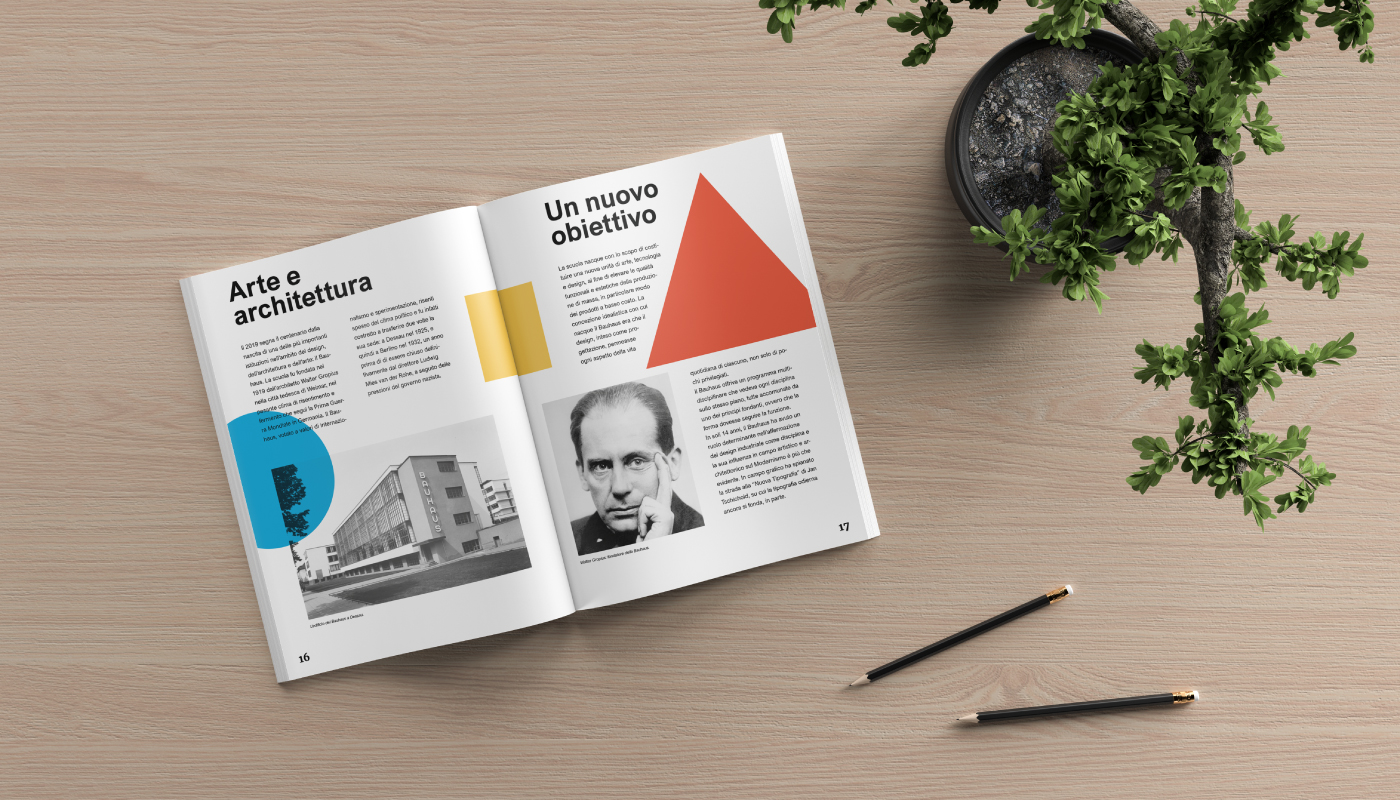 Arte e
architettura
Il 2019 segna il centenario dalla
nascita di una delle più importanti
istituzioni nell'ambito del design,
dell'architettura e dell'arte: il Bau-
haus. La scuola fu fondata nel
1919 dell'architetto Walter Gropius
nella città tedesca di Weimar, nel
pesante clima di risentimento e
fermento che seguì la Prima Guer-
ra Mondiale in Germania. Il Bau-
haus, votato a valori di internazio-
nalismo e sperimentazione, risentì
spesso del clima politico e fu infatti
costretto a trasferire due volte la
sua sede: a Dessau nel 1925, e
quindi a Berlino nel 1932, un anno
prima di di essere chiuso defini-
tivamente dal direttore Ludwig
Mies van der Rohe, a seguito delle
pressioni del governo nazista.
BAUHAUS
L'edificio del Bauhaus a Dessau
16
Un nuovo
obiettivo
La scuola nacque con lo scopo di costi-
tuire una nuova unità di arte, tecnologia
e design, al fine di elevare le qualità
funzionali e estetiche della produzio-
ne di massa, in particolare modo
dei prodotti a basso costo. La
concezione idealistica con cui
nacque il Bauhaus era che il
design, inteso come pro-
gettazione, permeasse
ogni aspetto della vita
quotidiana di ciascuno, non solo di po-
chi privilegiati.
Il Bauhaus offriva un programma multi-
disciplinare che vedeva ogni disciplina
sullo stesso piano, tutte accomunate da
uno dei principi fondanti, ovvero che la
forma dovesse seguire la funzione.
In soli 14 anni, il Bauhaus ha avuto un
ruolo determinante nell'affermazione
del design industriale come disciplina e
la sua influenza in campo artistico e ar-
chitettonico sul Modernismo è più che
evidente. In campo grafico ha spianato
la strada alla "Nuova Tipografia" di Jan
Tschichold, su cui la tipografia odierna
ancora si fonda, in parte.
Walter Gropius, fondatore della Bauhaus
17